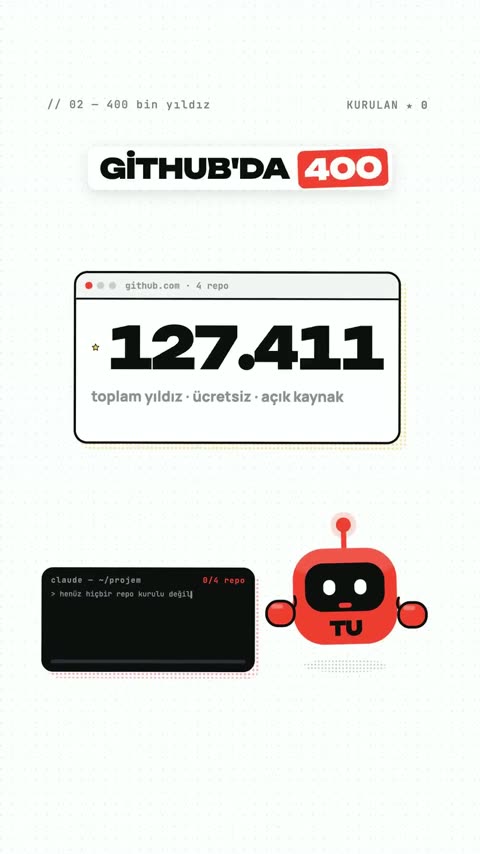 // 02 — 400 bin yıldız
KURULAN ★ 0
GİTHUB'DA 400
github.com · 4 repo
127.411
toplam yıldız · ücretsiz · açık kaynak
claude — ~/projem
0/4 repo
> henüz hiçbir repo kurulu değil
TU